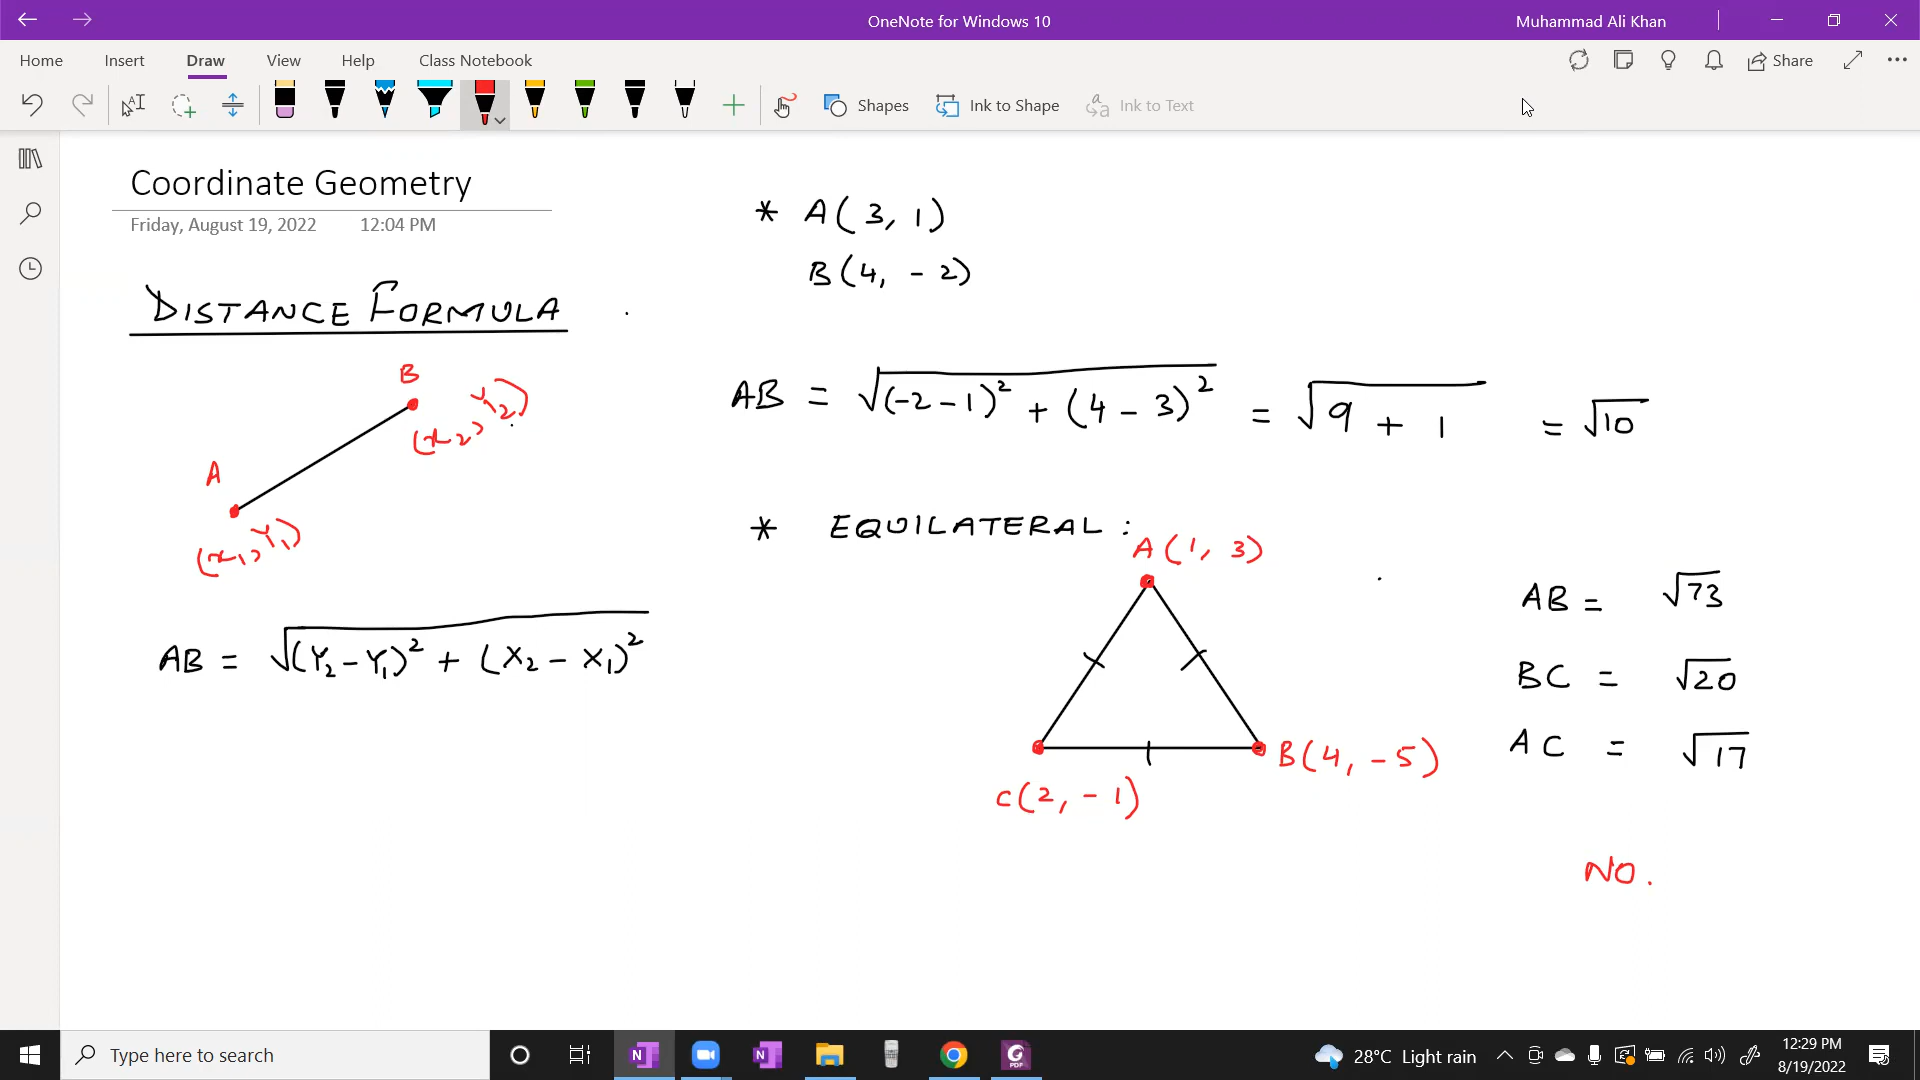 OneNote for Windows 10
Muhammad Ali Khan
Home Insert Draw View Help Class Notebook
Share
Shapes Ink to Shape Ink to Text
Coordinate Geometry
Friday, August 19, 2022 12:04 PM
DISTANCE FORMULA
B
(x₂, Y₂)
A
(x₁, Y₁)
AB = √((Y₂ - Y₁)² + (X₂ - X₁)²)
* A(3, 1)
B(4, -2)
AB = √((-2-1)² + (4-3)²) = √(9 + 1) = √10
* EQUILATERAL:
A(1, 3)
B(4, -5)
C(2, -1)
AB = √73
BC = √20
AC = √17
NO.
Type here to search
28°C Light rain
12:29 PM
8/19/2022